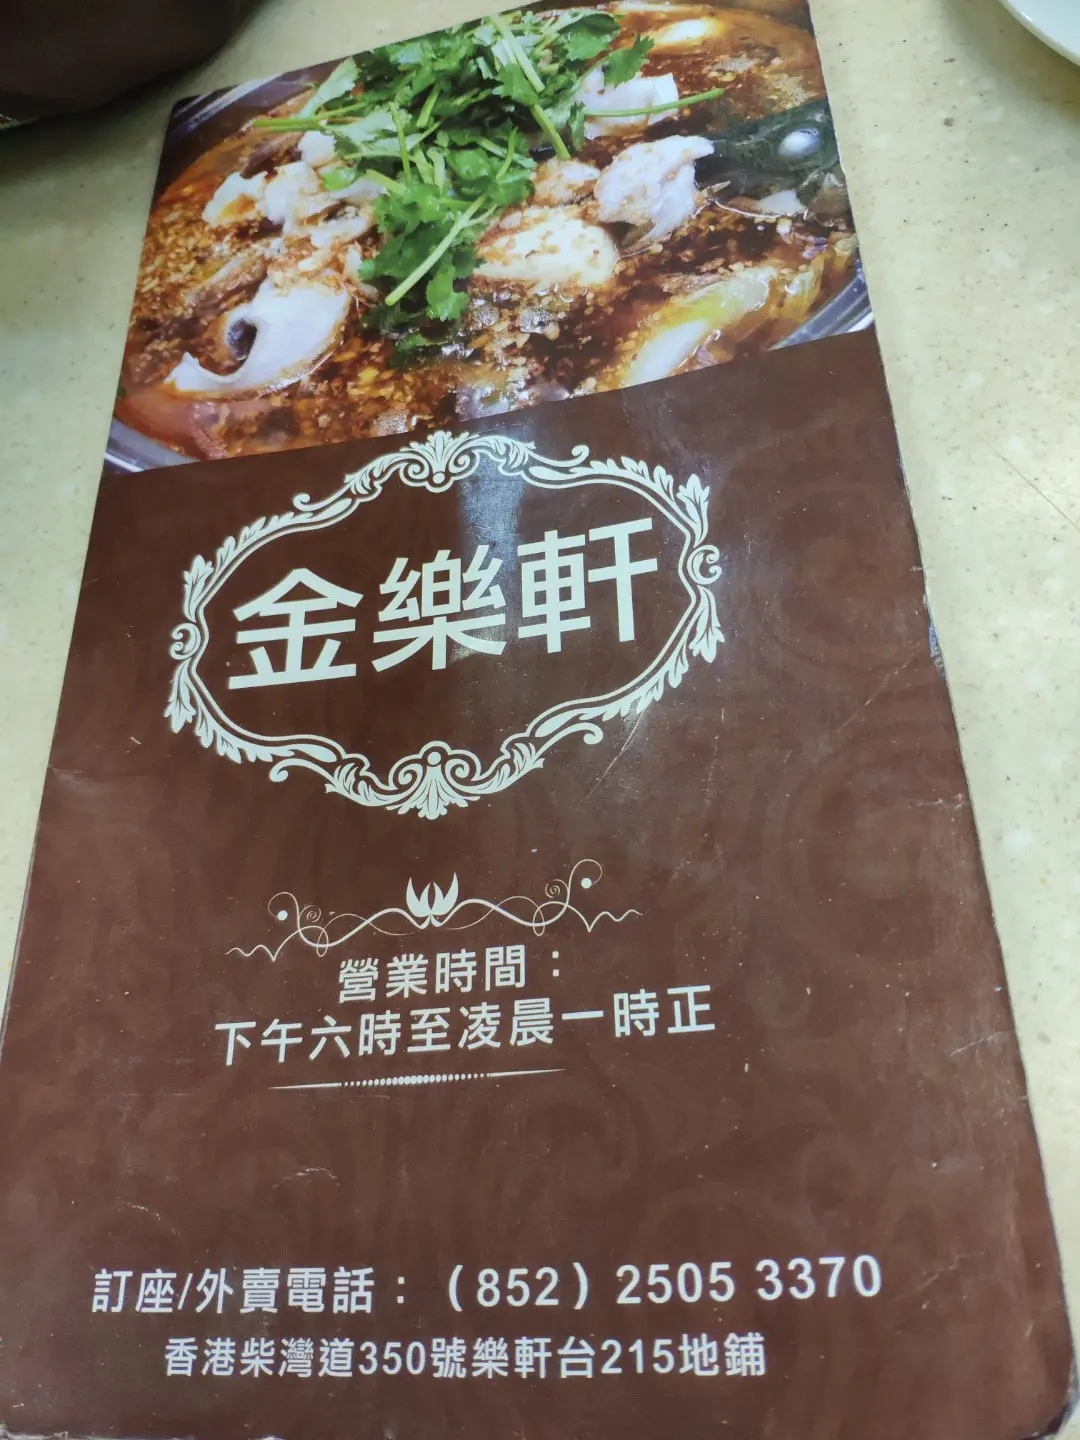 金樂軒
營業時間：
下午六時至凌晨一時正
訂座/外賣電話：（852）2505 3370
香港柴灣道350號樂軒台215地鋪